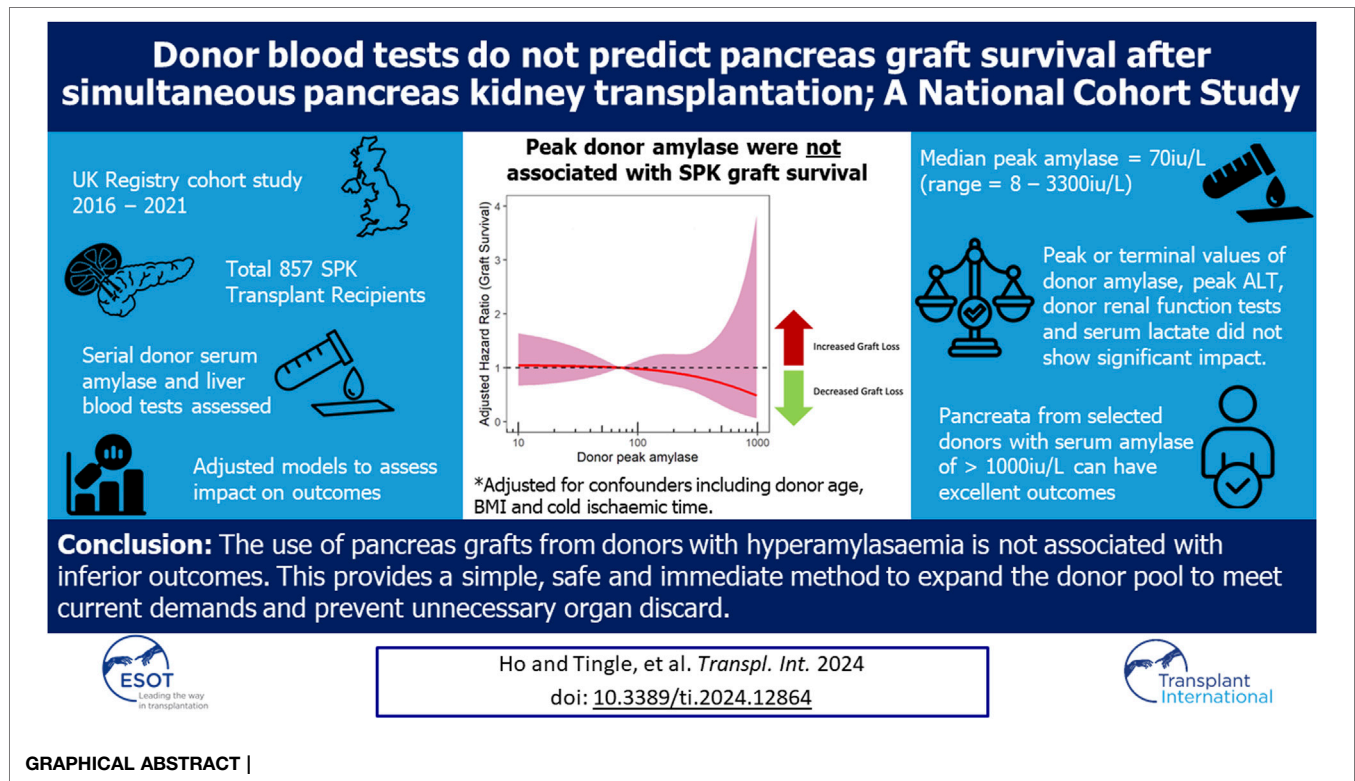 Donor blood tests do not predict pancreas graft survival after
simultaneous pancreas kidney transplantation; A National Cohort Study
UK Registry cohort study
2016 – 2021
Total 857 SPK
Transplant Recipients
Serial donor serum
amylase and liver
blood tests assessed
Adjusted models to assess
impact on outcomes
Peak donor amylase were not
associated with SPK graft survival
Adjusted Hazard Ratio (Graft Survival)
4
3
2
1
0
10
100
1000
Donor peak amylase
Increased Graft Loss
Decreased Graft Loss
*Adjusted for confounders including donor age,
BMI and cold ischaemic time.
Median peak amylase = 70iu/L
(range = 8 – 3300iu/L)
Peak or terminal values of
donor amylase, peak ALT,
donor renal function tests
and serum lactate did not
show significant impact.
Pancreata from selected
donors with serum amylase
of > 1000iu/L can have
excellent outcomes
Conclusion: The use of pancreas grafts from donors with hyperamylasaemia is not associated with
inferior outcomes. This provides a simple, safe and immediate method to expand the donor pool to meet
current demands and prevent unnecessary organ discard.
ESOT
Leading the way
in transplantation
Ho and Tingle, et al. Transpl. Int. 2024
doi: 10.3389/ti.2024.12864
Transplant
International
GRAPHICAL ABSTRACT |